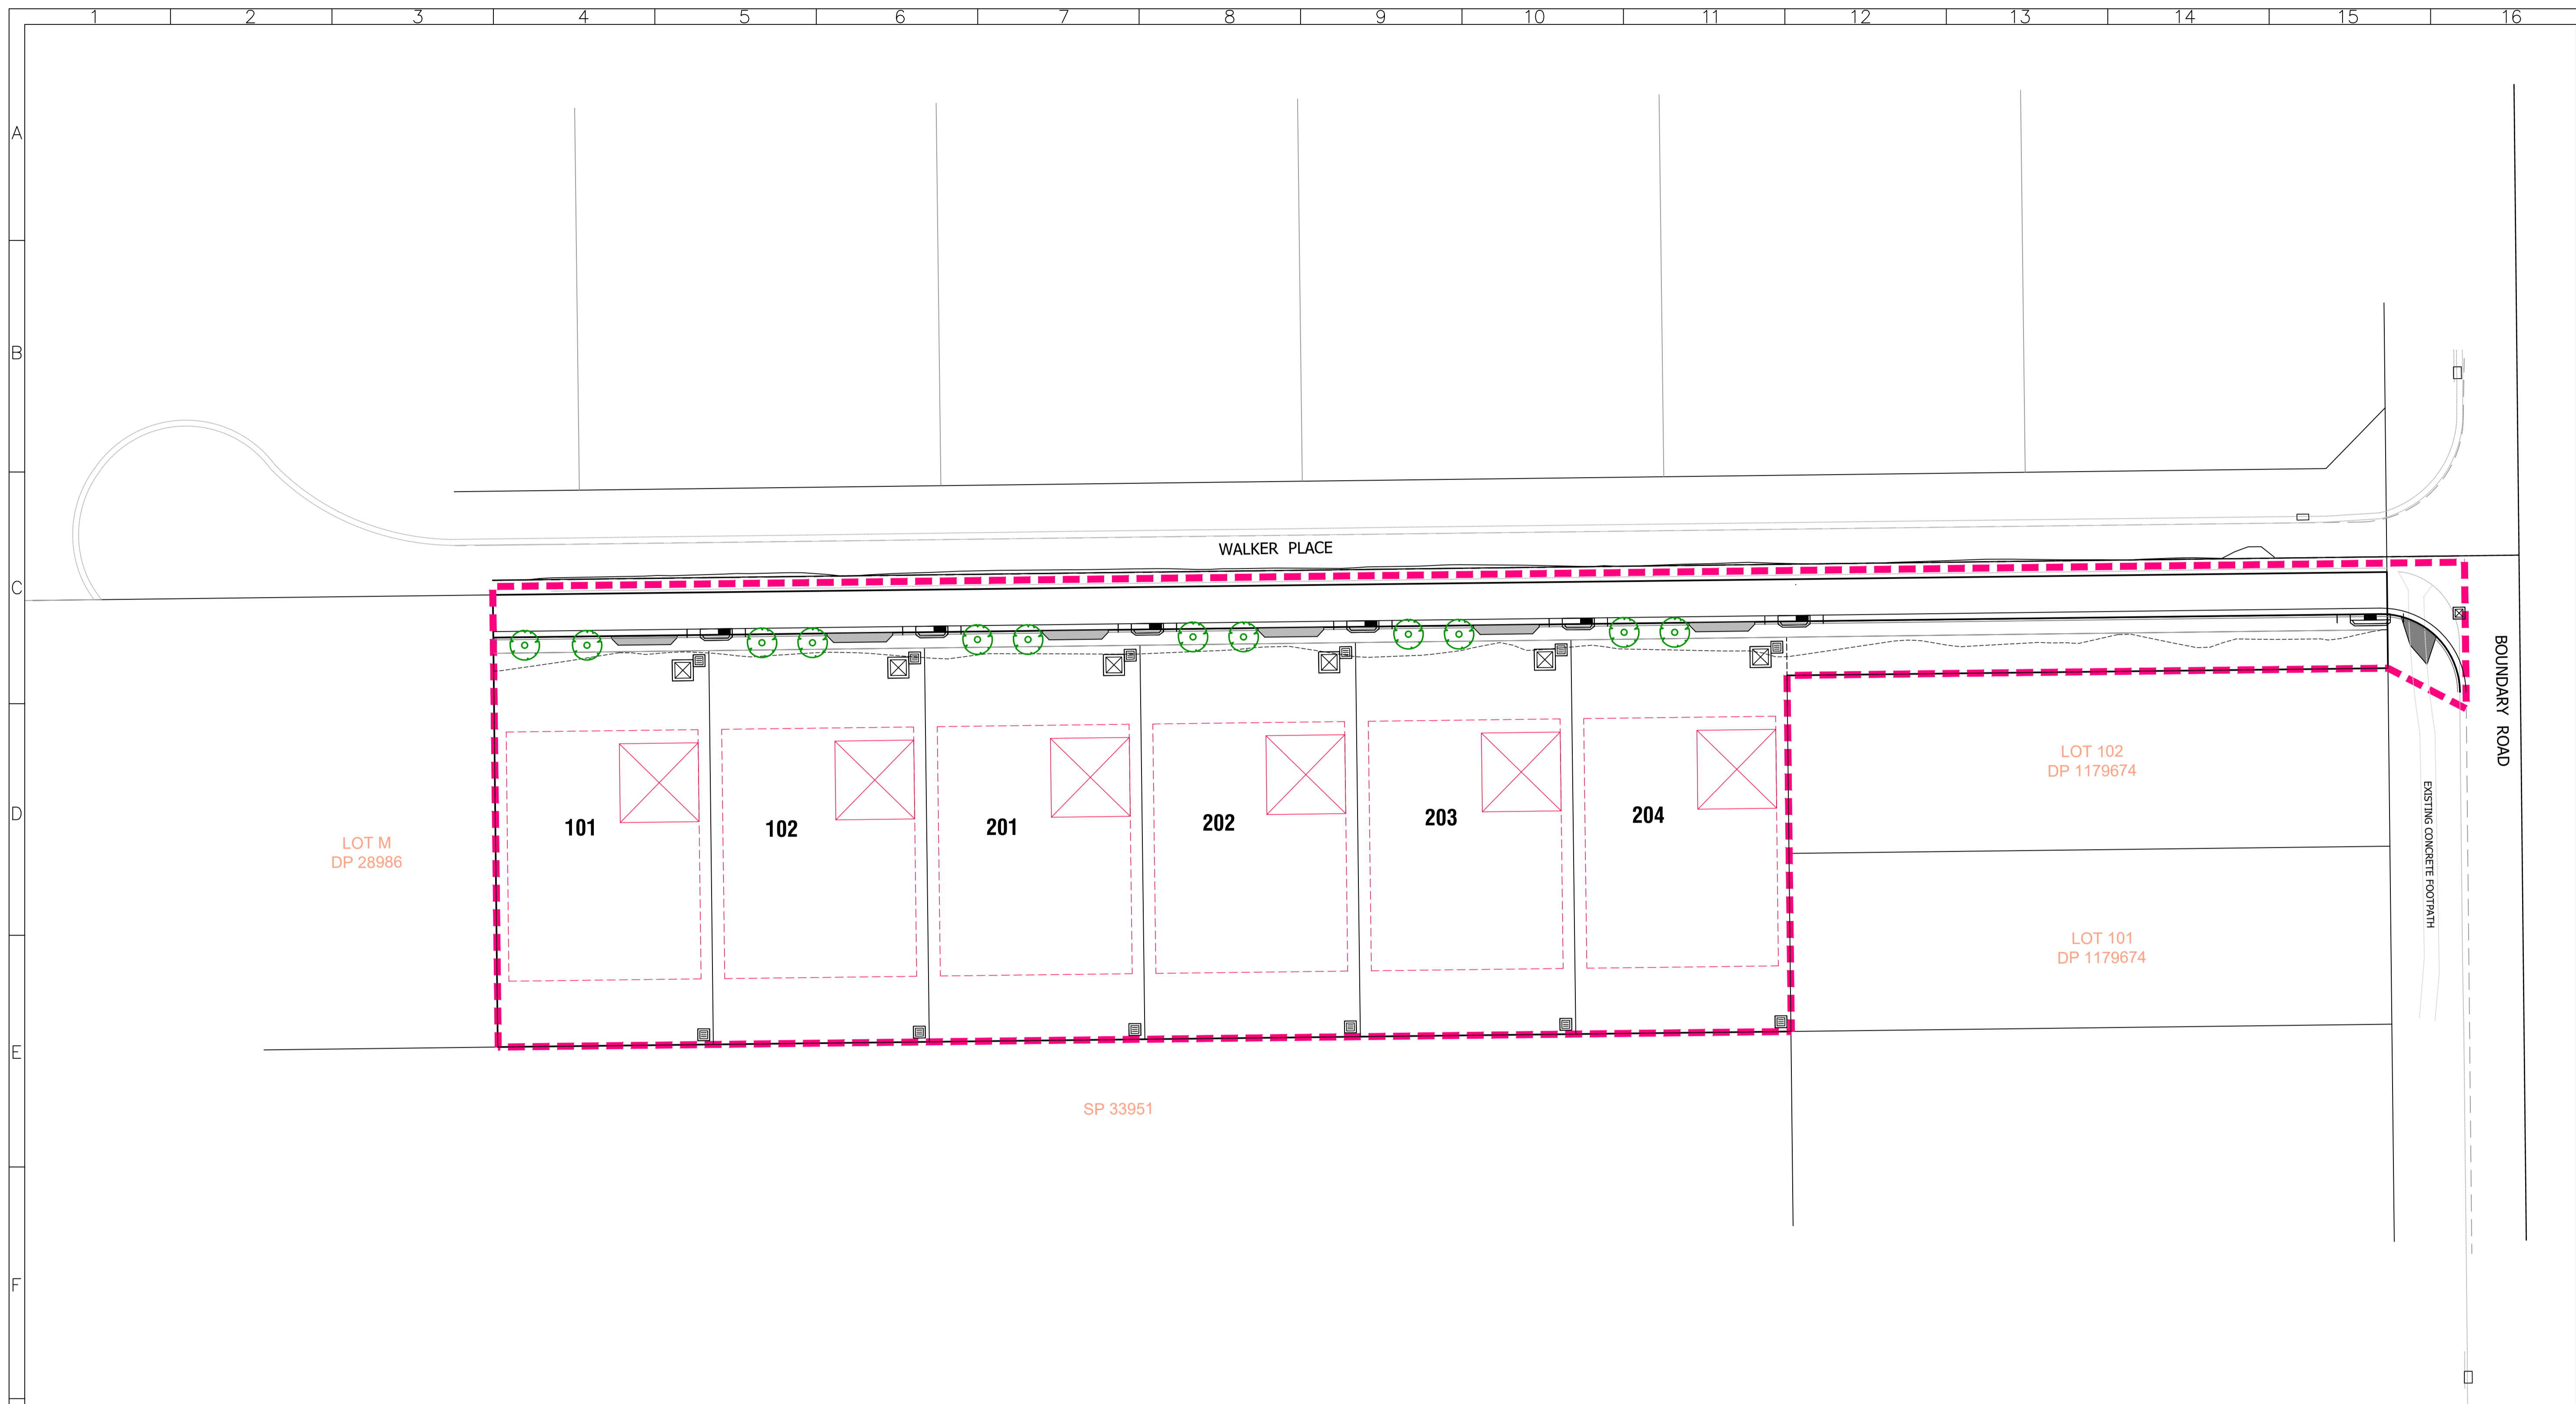 1 2 3 4 5 6 7 8 9 10 11 12 13 14 15 16
A
B
C
D
E
F
WALKER PLACE
BOUNDARY ROAD
EXISTING CONCRETE FOOTPATH
LOT 102
DP 1179674
101
102
201
202
203
204
LOT M
DP 28986
LOT 101
DP 1179674
SP 33951